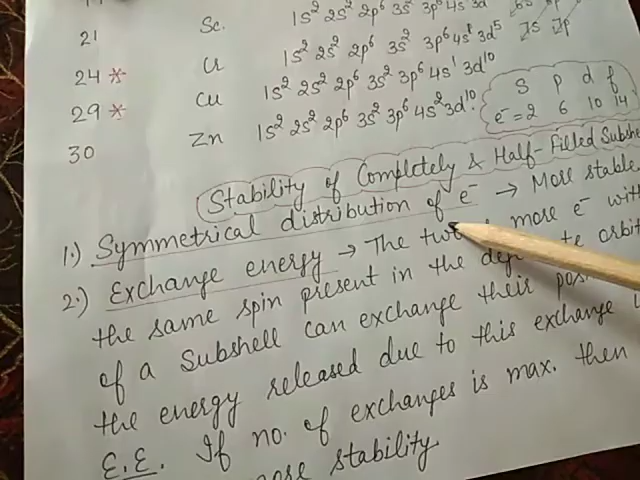 21 Sc. 1s² 2s² 2p⁶ 3s² 3p⁶ 4s² 3d
24 * Cr 1s² 2s² 2p⁶ 3s² 3p⁶ 4s¹ 3d⁵
29 * Cu 1s² 2s² 2p⁶ 3s² 3p⁶ 4s¹ 3d¹⁰
30 Zn 1s² 2s² 2p⁶ 3s² 3p⁶ 4s² 3d¹⁰.
s p d f
e⁻ = 2 6 10 14
Stability of Completely & Half-Filled Subshe
1.) Symmetrical distribution of e⁻ → More stable
2.) Exchange energy → The two more e⁻ with
the same spin present in the orbit
of a subshell can exchange their
the energy released due to this exchange
E.E. If no. of exchanges is max. then
stability